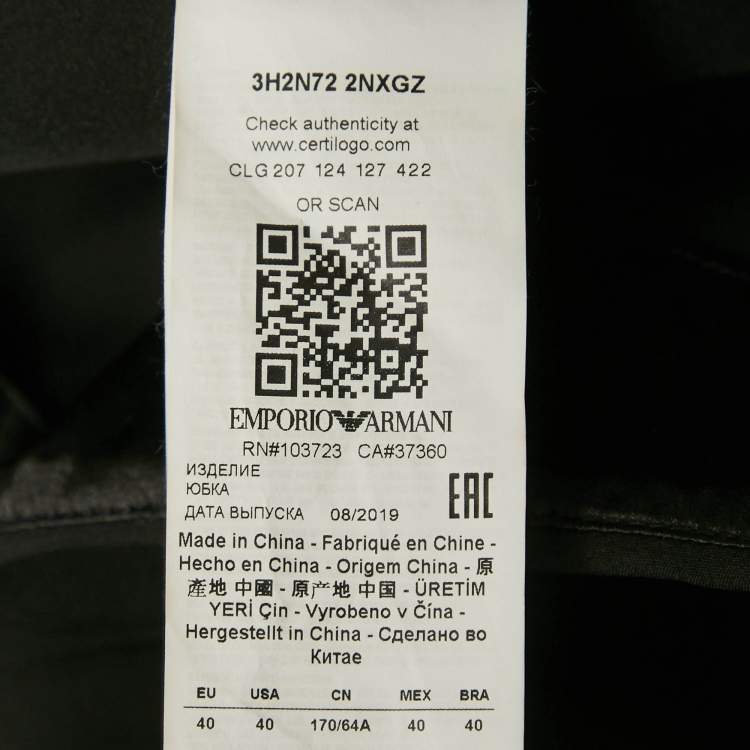 3H2N72 2NXGZ
Check authenticity at
www.certilogo.com
CLG 207 124 127 422
OR SCAN
EMPORIO ARMANI
RN#103723 CA#37360
ИЗДЕЛИЕ
ЮБКА
ДАТА ВЫПУСКА 08/2019
EAC
Made in China - Fabriqué en Chine -
Hecho en China - Origem China - 原
產地 中國 - 原产地 中国 - ÜRETİM
YERİ Çin - Vyrobeno v Čína -
Hergestellt in China - Сделано во
Китае
EU USA CN MEX BRA
40 40 170/64A 40 40